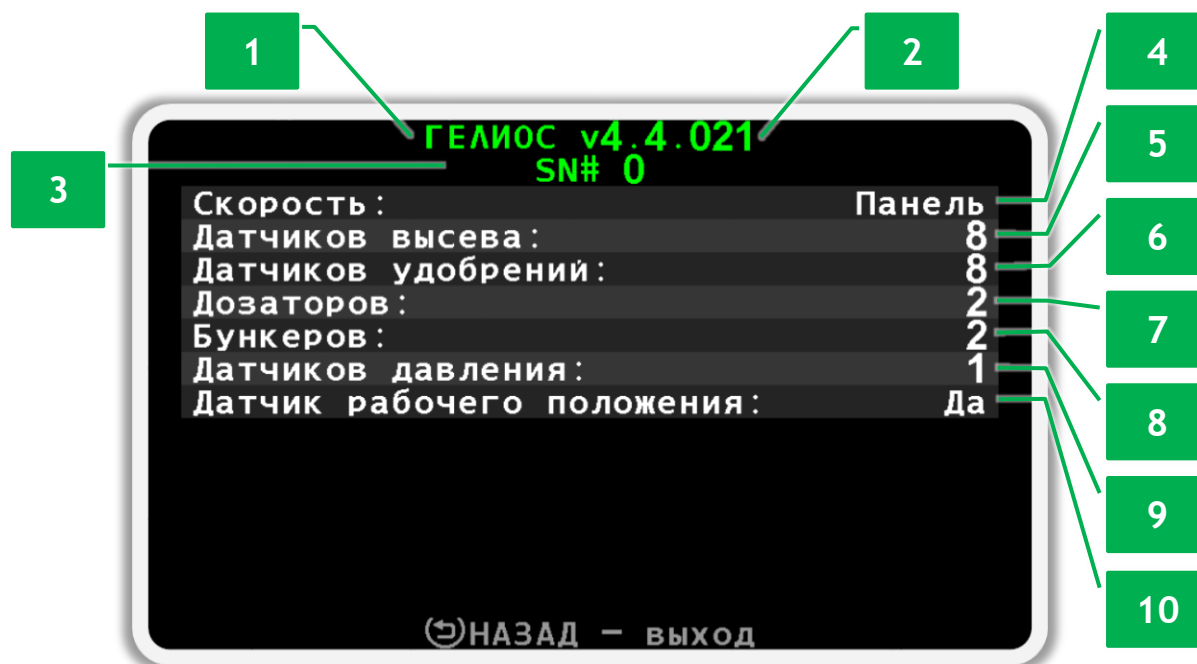 1
2
4
ГЕЛИОС v4.4.021
5
SN# 0
3
Скорость: Панель
Датчиков высева: 8
6
Датчиков удобрений: 8
Дозаторов: 2
7
Бункеров: 2
Датчиков давления: 1
Датчик рабочего положения: Да
8
9
10
НАЗАД – выход